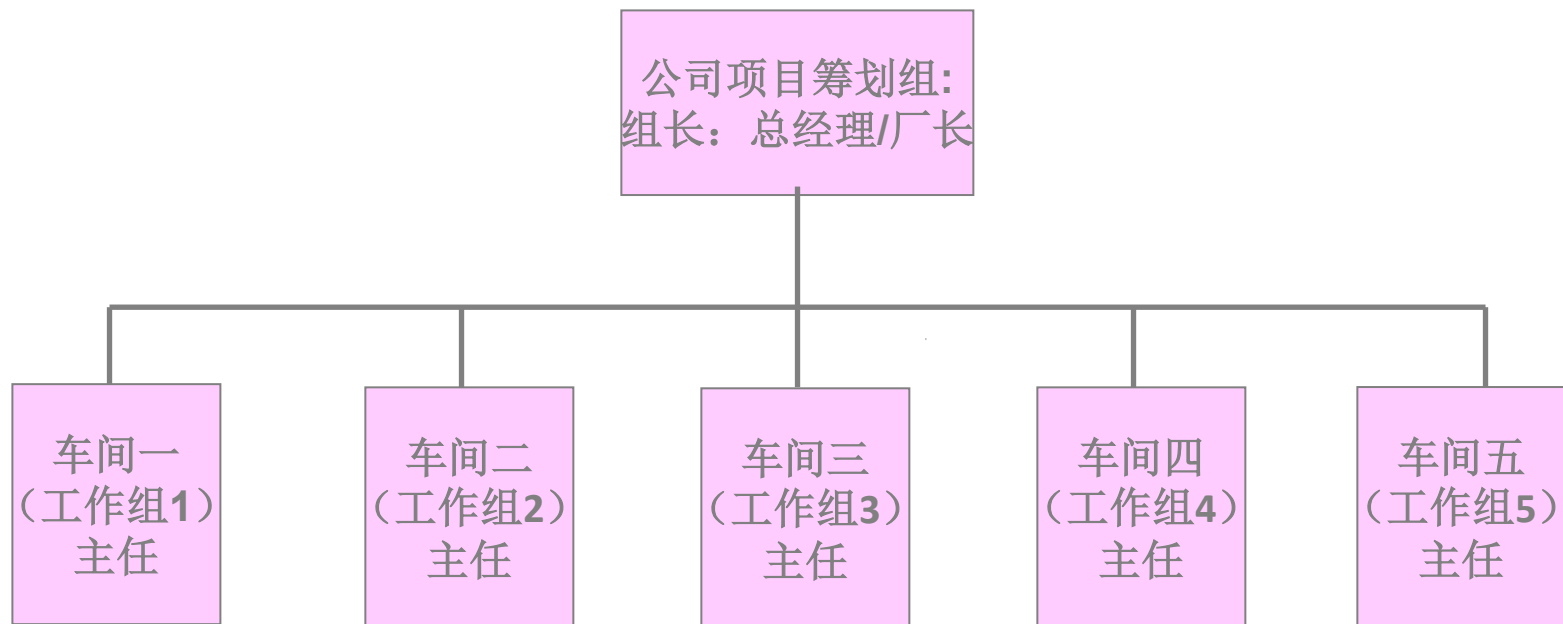 公司项目筹划组:
组长：总经理/厂长
车间一
（工作组1）
主任
车间二
（工作组2）
主任
车间三
（工作组3）
主任
车间四
（工作组4）
主任
车间五
（工作组5）
主任